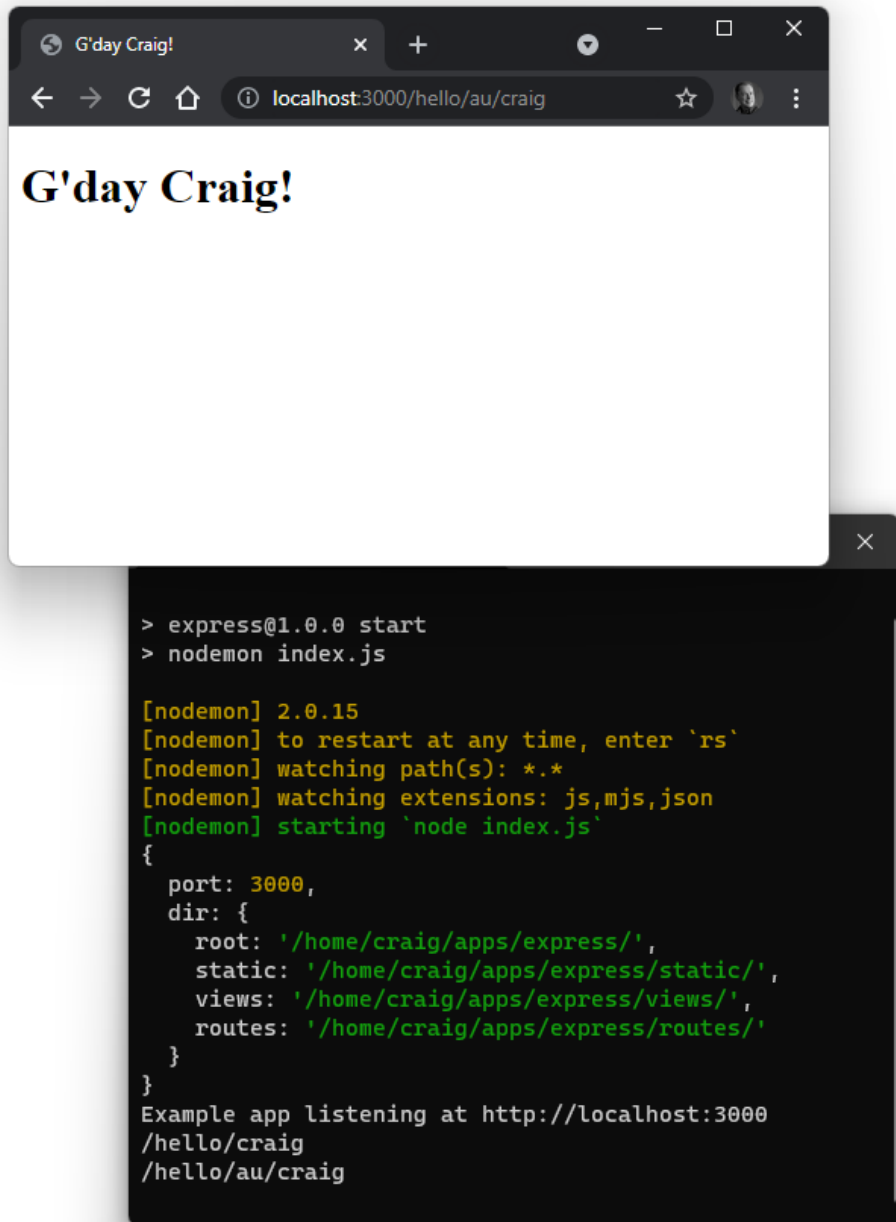 G'day Craig!
localhost:3000/hello/au/craig
G'day Craig!
> express@1.0.0 start
> nodemon index.js
[nodemon] 2.0.15
[nodemon] to restart at any time, enter `rs`
[nodemon] watching path(s): *.*
[nodemon] watching extensions: js,mjs,json
[nodemon] starting `node index.js`
{
  port: 3000,
  dir: {
    root: '/home/craig/apps/express/',
    static: '/home/craig/apps/express/static/',
    views: '/home/craig/apps/express/views/',
    routes: '/home/craig/apps/express/routes/'
  }
}
Example app listening at http://localhost:3000
/hello/craig
/hello/au/craig